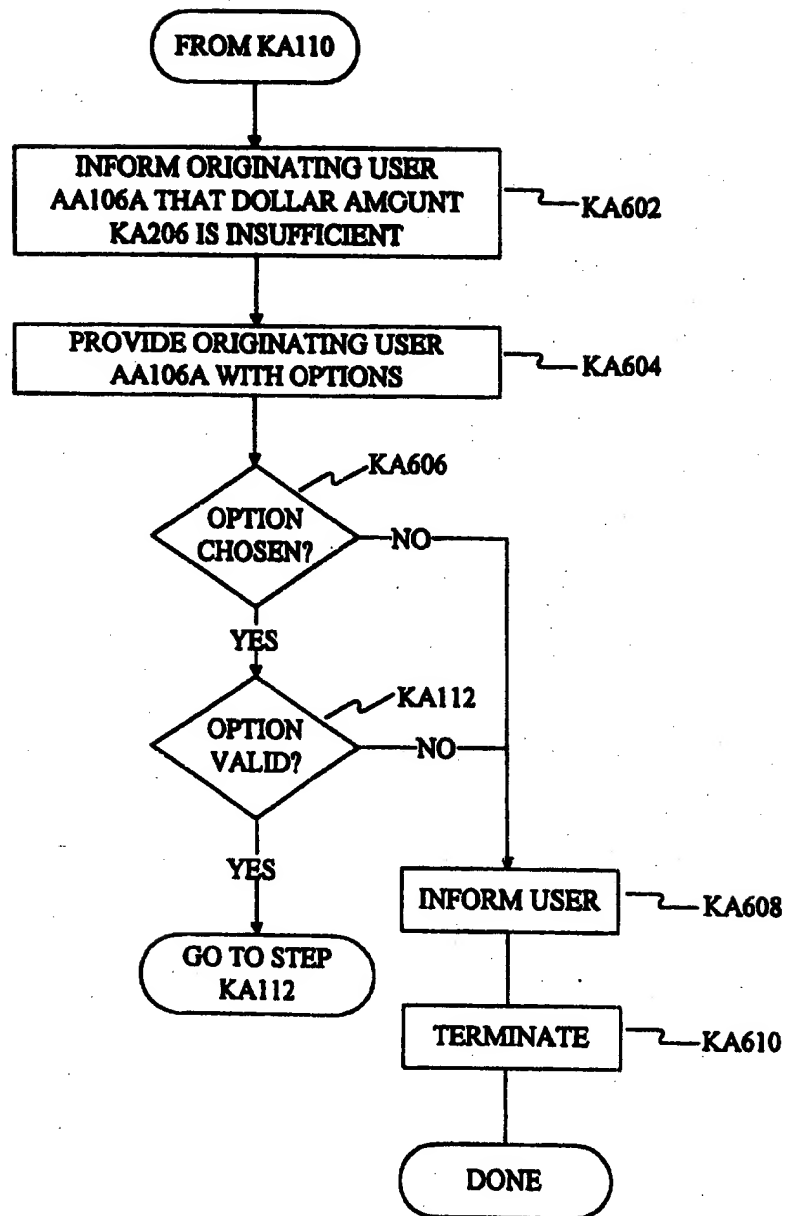 FROM KA110
INFORM ORIGINATING USER
AA106A THAT DOLLAR AMOUNT
KA206 IS INSUFFICIENT
KA602
PROVIDE ORIGINATING USER
AA106A WITH OPTIONS
KA604
KA606
OPTION
CHOSEN?
NO
YES
KA112
OPTION
VALID?
NO
YES
INFORM USER
KA608
GO TO STEP
KA112
TERMINATE
KA610
DONE